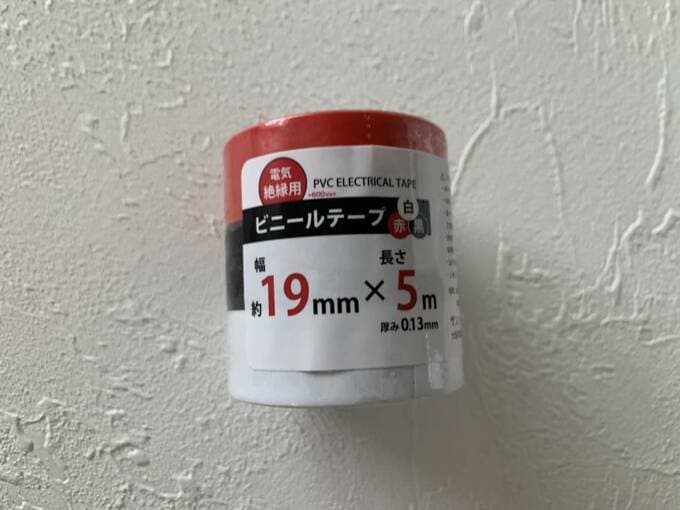 電気
絶縁用
PVC ELECTRICAL TAPE
ビニールテープ
白
赤
黒
幅
長さ
約19mm×5m
厚み0.13mm